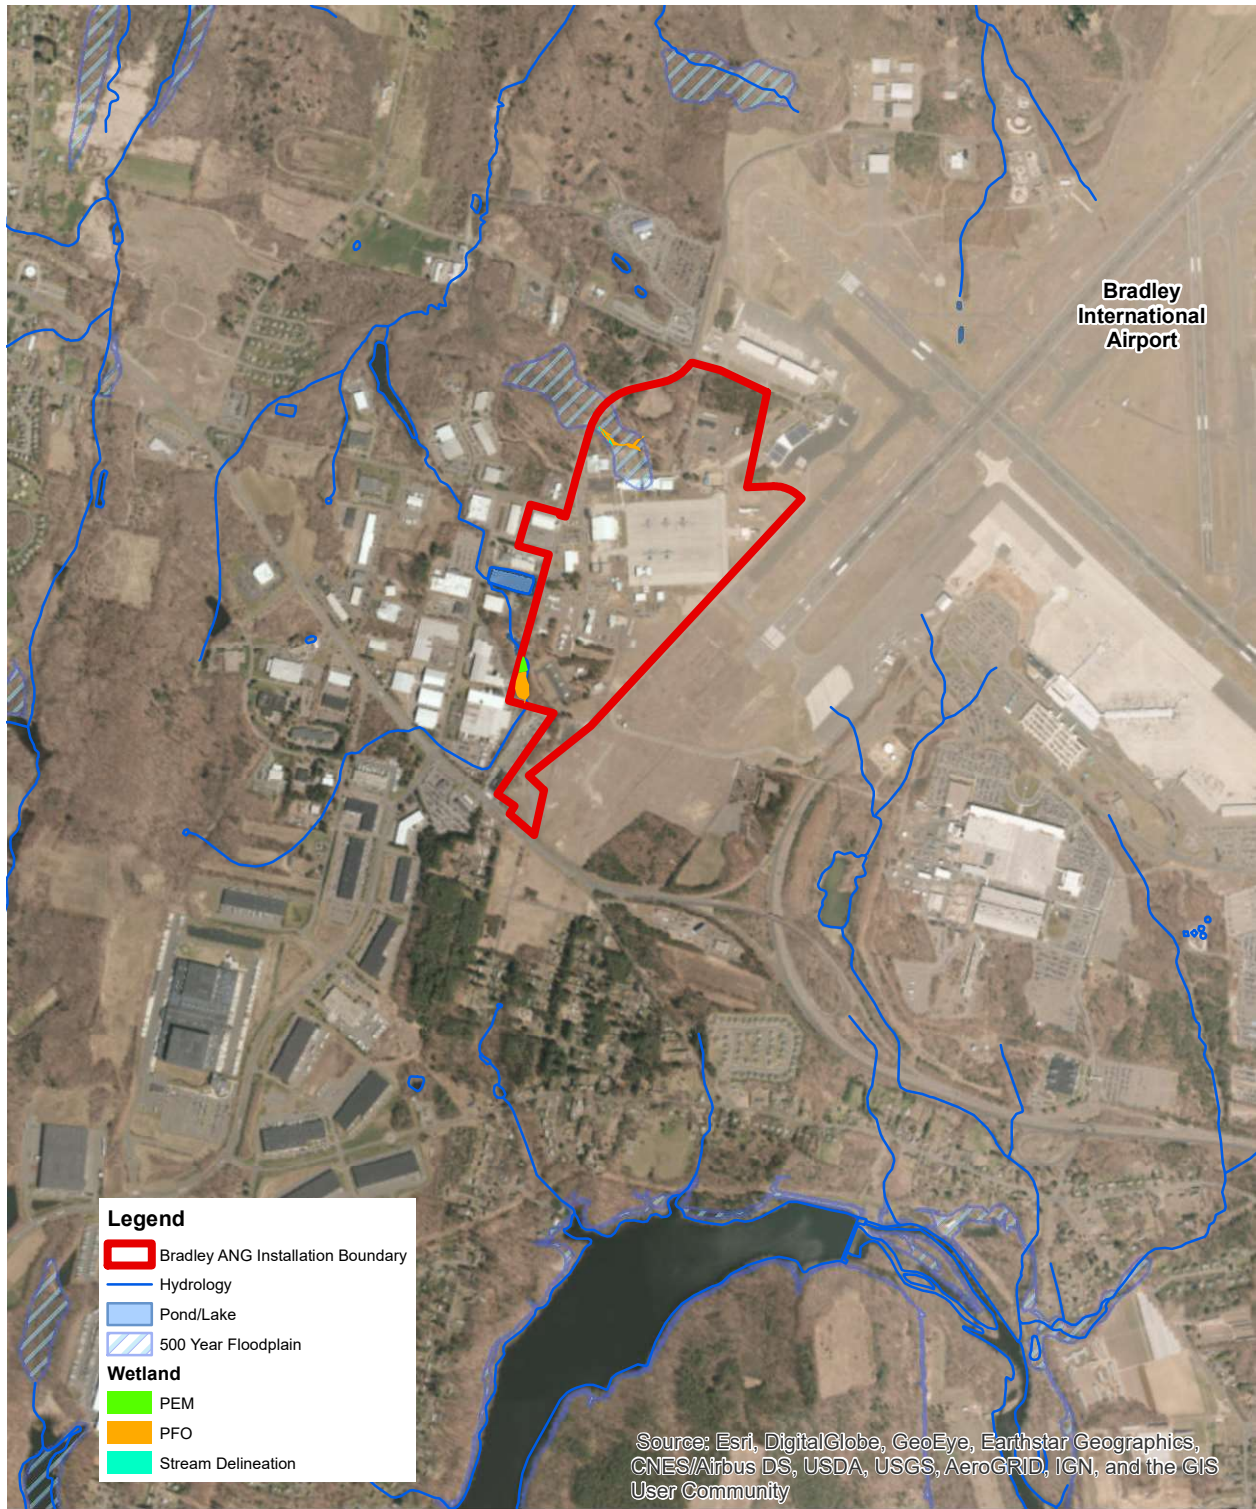 Bradley
International
Airport
Legend
Bradley ANG Installation Boundary
Hydrology
Pond/Lake
500 Year Floodplain
Wetland
PEM
PFO
Stream Delineation
Source: Esri, DigitalGlobe, GeoEye, Earthstar Geographics,
CNES/Airbus DS, USDA, USGS, AeroGRID, IGN, and the GIS
User Community